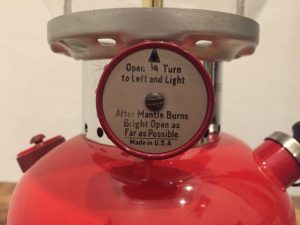 Open ¼ Turn
to Left and Light
After Mantle Burns
Bright Open as
Far as Possible
Made in U.S.A